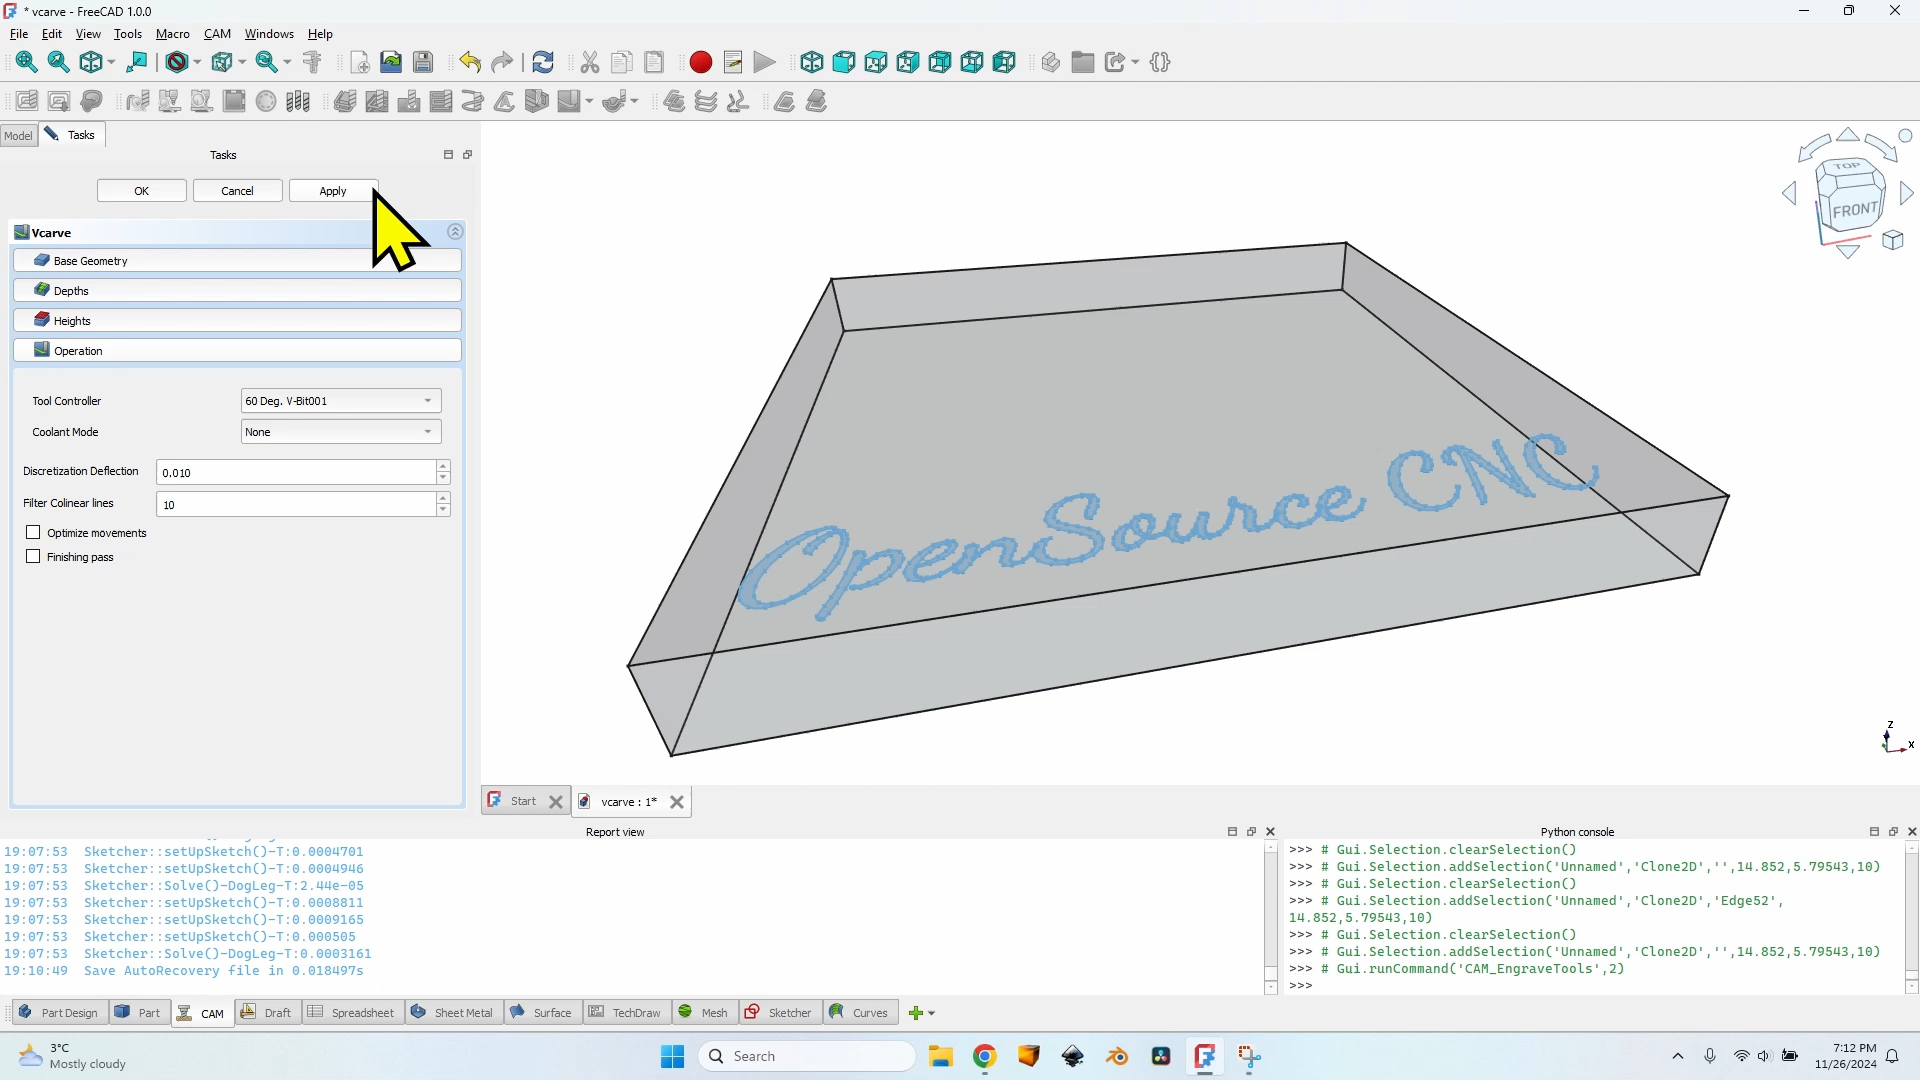 * vcarve - FreeCAD 1.0.0
File Edit View Tools Macro CAM Windows Help
Model Tasks
Tasks
OK Cancel Apply
Vcarve
Base Geometry
Depths
Heights
Operation
Tool Controller 60 Deg. V-Bit001
Coolant Mode None
Discretization Deflection 0.010
Filter Colinear lines 10
Optimize movements
Finishing pass
TOP
FRONT
OpenSource CNC
Z
X
Start vcarve : 1*
Report view
19:07:53 Sketcher::setUpSketch()-T:0.0004701
19:07:53 Sketcher::setUpSketch()-T:0.0004946
19:07:53 Sketcher::Solve()-DogLeg-T:2.44e-05
19:07:53 Sketcher::setUpSketch()-T:0.0008811
19:07:53 Sketcher::setUpSketch()-T:0.0009165
19:07:53 Sketcher::setUpSketch()-T:0.000505
19:07:53 Sketcher::Solve()-DogLeg-T:0.0003161
19:10:49 Save AutoRecovery file in 0.018497s
Python console
>>> # Gui.Selection.clearSelection()
>>> # Gui.Selection.addSelection('Unnamed','Clone2D','',14.852,5.79543,10)
>>> # Gui.Selection.clearSelection()
>>> # Gui.Selection.addSelection('Unnamed','Clone2D','Edge52',
14.852,5.79543,10)
>>> # Gui.Selection.clearSelection()
>>> # Gui.Selection.addSelection('Unnamed','Clone2D','',14.852,5.79543,10)
>>> # Gui.runCommand('CAM_EngraveTools',2)
>>>
Part Design Part CAM Draft Spreadsheet Sheet Metal Surface TechDraw Mesh Sketcher Curves
3°C
Mostly cloudy
Search
7:12 PM
11/26/2024